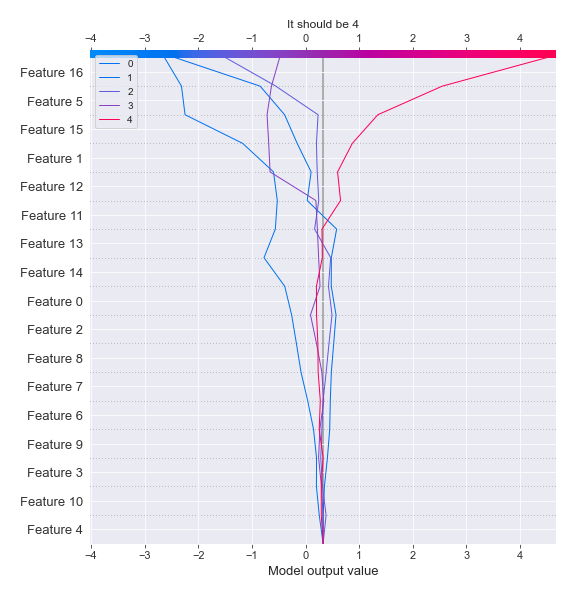 It should be 4
−4 −3 −2 −1 0 1 2 3 4
0
1
2
3
4
Feature 16
Feature 5
Feature 15
Feature 1
Feature 12
Feature 11
Feature 13
Feature 14
Feature 0
Feature 2
Feature 8
Feature 7
Feature 6
Feature 9
Feature 3
Feature 10
Feature 4
−4 −3 −2 −1 0 1 2 3 4
Model output value